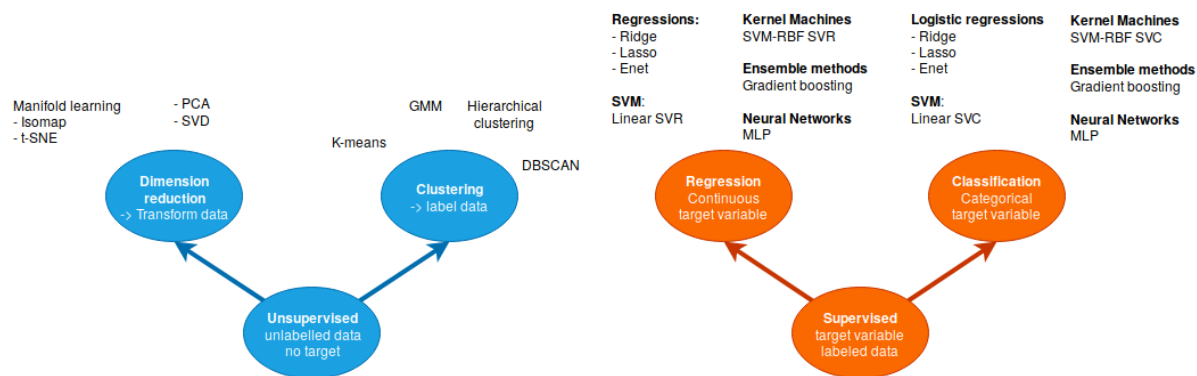 Manifold learning
- Isomap
- t-SNE
- PCA
- SVD
Dimension
reduction
-> Transform data
K-means
GMM
Hierarchical
clustering
DBSCAN
Clustering
-> label data
Unsupervised
unlabelled data
no target
Regressions:
- Ridge
- Lasso
- Enet
SVM:
Linear SVR
Kernel Machines
SVM-RBF SVR
Ensemble methods
Gradient boosting
Neural Networks
MLP
Regression
Continuous
target variable
Logistic regressions
- Ridge
- Lasso
- Enet
SVM:
Linear SVC
Kernel Machines
SVM-RBF SVC
Ensemble methods
Gradient boosting
Neural Networks
MLP
Classification
Categorical
target variable
Supervised
target variable
labeled data